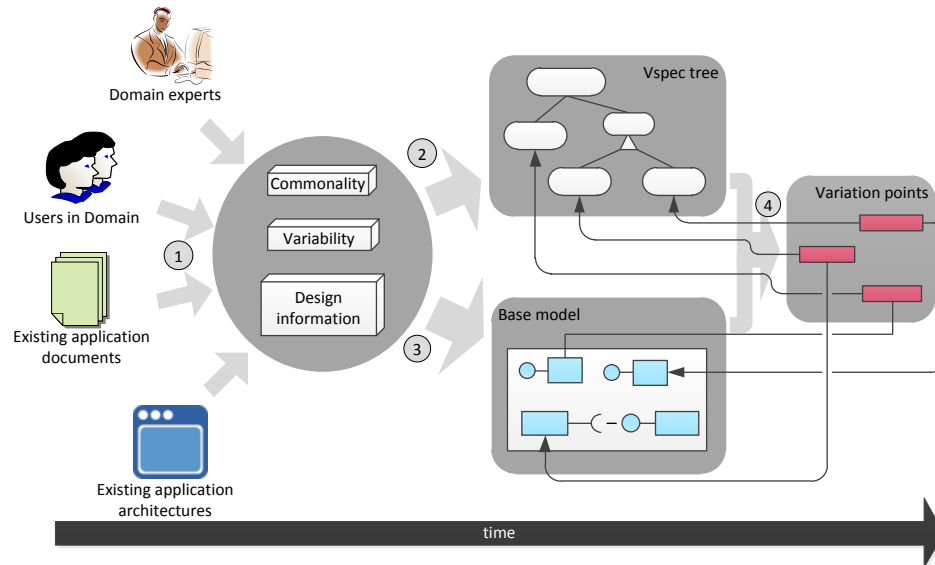 Domain experts
Users in Domain
Existing application
documents
Existing application
architectures
1
Commonality
Variability
Design
information
2
3
Vspec tree
Base model
4
Variation points
time